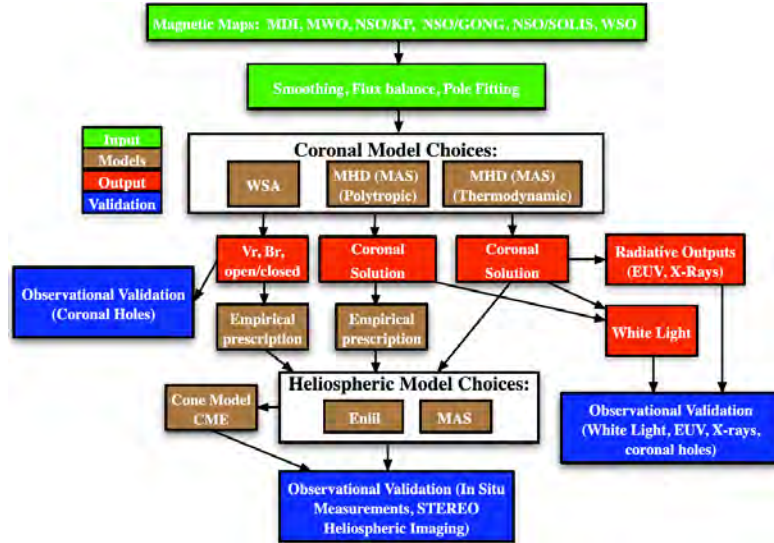 Magnetic Maps: MDI, MWO, NSO/KP, NSO/GONG, NSO/SOLIS, WSO
Smoothing, Flux balance, Pole Fitting
Input
Models
Output
Validation
Coronal Model Choices:
WSA
MHD (MAS)
(Polytropic)
MHD (MAS)
(Thermodynamic)
Vr, Br,
open/closed
Coronal
Solution
Coronal
Solution
Radiative Outputs
(EUV, X-Rays)
Observational Validation
(Coronal Holes)
Empirical
prescription
Empirical
prescription
White Light
Heliospheric Model Choices:
Cone Model
CME
Enlil
MAS
Observational Validation
(White Light, EUV, X-rays,
coronal holes)
Observational Validation (In Situ
Measurements, STEREO
Heliospheric Imaging)